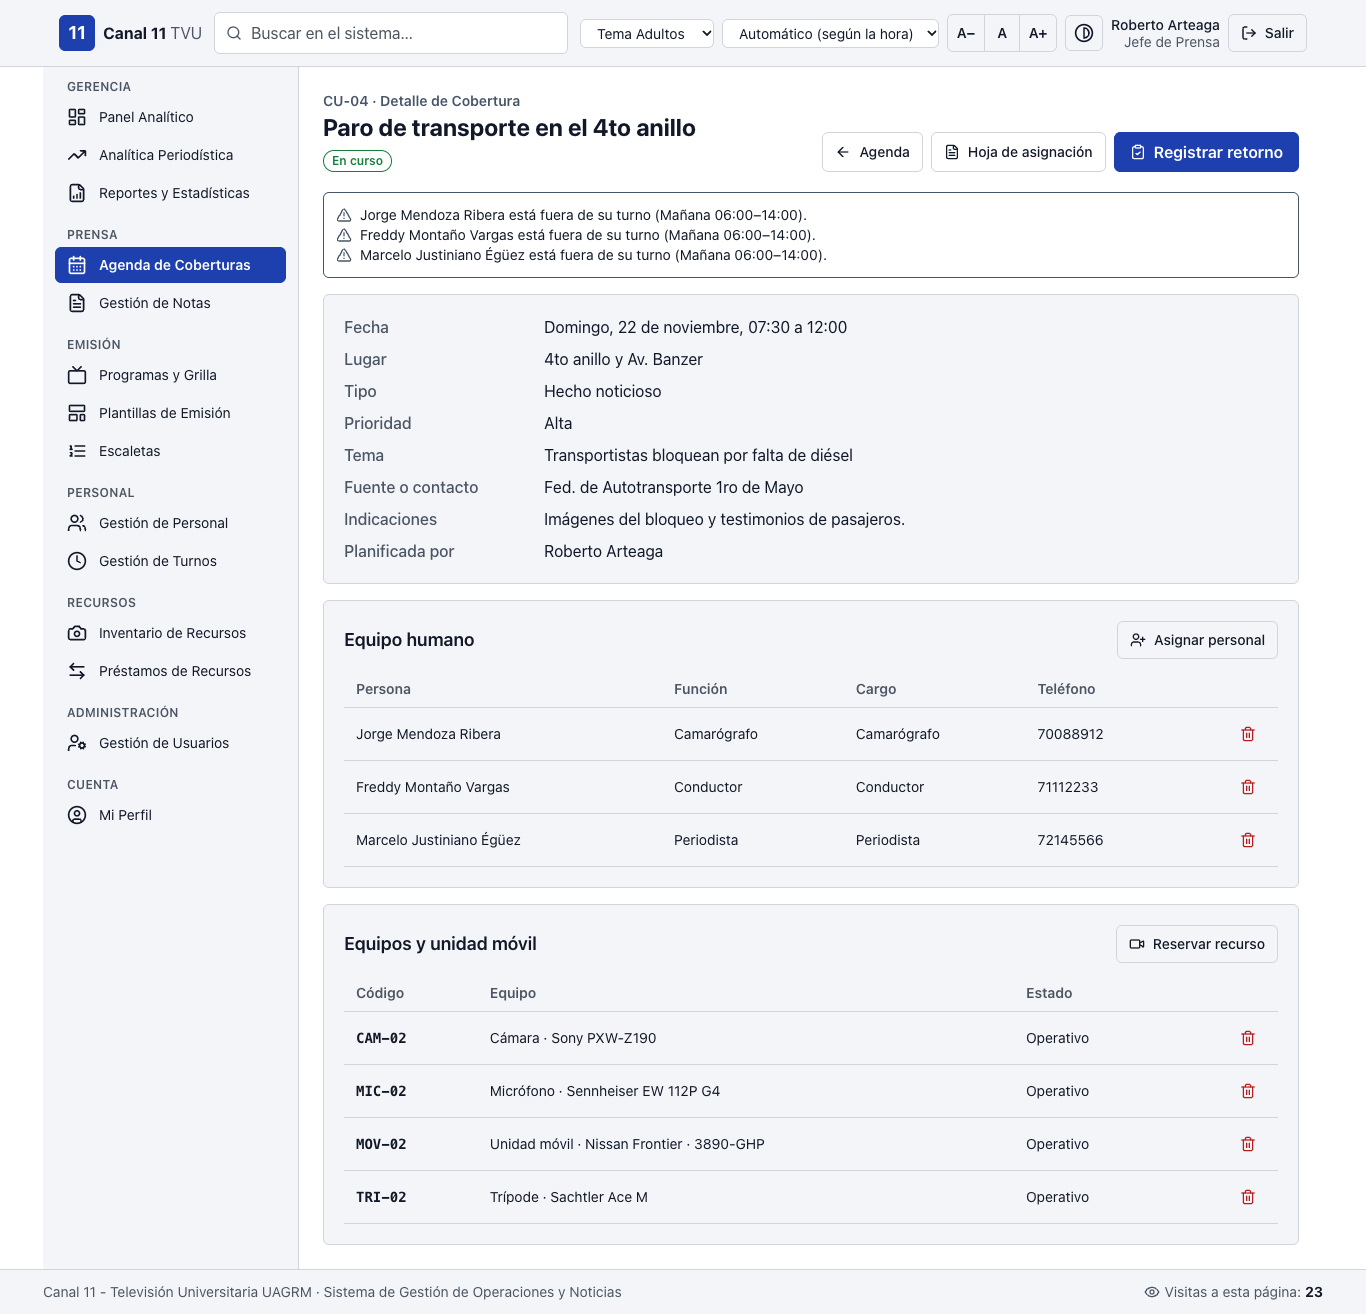 11 Canal 11 TVU
Buscar en el sistema...
Tema Adultos
Automático (según la hora)
A− A A+
Roberto Arteaga
Jefe de Prensa
Salir
GERENCIA
Panel Analítico
Analítica Periodística
Reportes y Estadísticas
PRENSA
Agenda de Coberturas
Gestión de Notas
EMISIÓN
Programas y Grilla
Plantillas de Emisión
Escaletas
PERSONAL
Gestión de Personal
Gestión de Turnos
RECURSOS
Inventario de Recursos
Préstamos de Recursos
ADMINISTRACIÓN
Gestión de Usuarios
CUENTA
Mi Perfil
CU-04 · Detalle de Cobertura
Paro de transporte en el 4to anillo
En curso
Agenda
Hoja de asignación
Registrar retorno
Jorge Mendoza Ribera está fuera de su turno (Mañana 06:00–14:00).
Freddy Montaño Vargas está fuera de su turno (Mañana 06:00–14:00).
Marcelo Justiniano Égüez está fuera de su turno (Mañana 06:00–14:00).
Fecha Domingo, 22 de noviembre, 07:30 a 12:00
Lugar 4to anillo y Av. Banzer
Tipo Hecho noticioso
Prioridad Alta
Tema Transportistas bloquean por falta de diésel
Fuente o contacto Fed. de Autotransporte 1ro de Mayo
Indicaciones Imágenes del bloqueo y testimonios de pasajeros.
Planificada por Roberto Arteaga
Equipo humano
Asignar personal
Persona Función Cargo Teléfono
Jorge Mendoza Ribera Camarógrafo Camarógrafo 70088912
Freddy Montaño Vargas Conductor Conductor 71112233
Marcelo Justiniano Égüez Periodista Periodista 72145566
Equipos y unidad móvil
Reservar recurso
Código Equipo Estado
CAM-02 Cámara · Sony PXW-Z190 Operativo
MIC-02 Micrófono · Sennheiser EW 112P G4 Operativo
MOV-02 Unidad móvil · Nissan Frontier · 3890-GHP Operativo
TRI-02 Trípode · Sachtler Ace M Operativo
Canal 11 - Televisión Universitaria UAGRM · Sistema de Gestión de Operaciones y Noticias
Visitas a esta página: 23